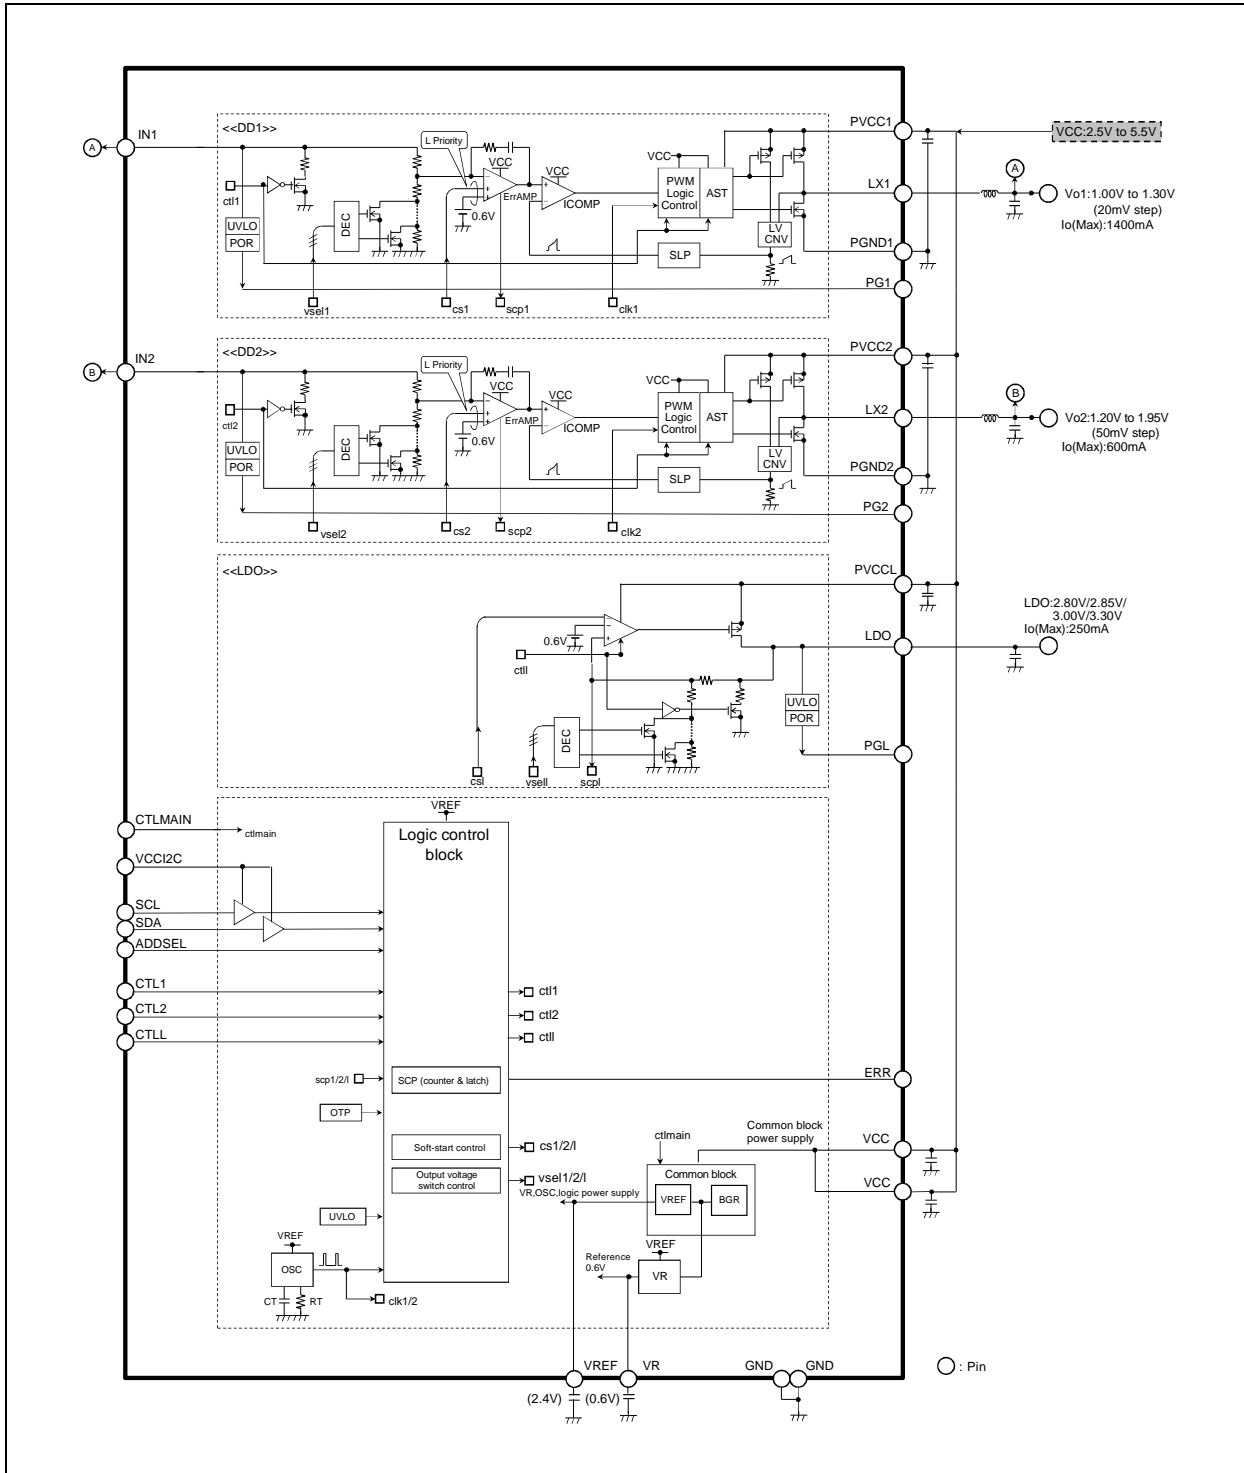 <<DD1>>
IN1
A
L Priority
VCC
ErrAMP
0.6V
VCC
ICOMP
VCC
PWM
Logic
Control
AST
LV
CNV
SLP
ctl1
UVLO
POR
DEC
vsel1
cs1
scp1
clk1
PVCC1
VCC:2.5V to 5.5V
A
LX1
Vo1:1.00V to 1.30V
(20mV step)
Io(Max):1400mA
PGND1
PG1
<<DD2>>
IN2
B
L Priority
VCC
ErrAMP
0.6V
VCC
ICOMP
VCC
PWM
Logic
Control
AST
LV
CNV
SLP
ctl2
UVLO
POR
DEC
vsel2
cs2
scp2
clk2
PVCC2
B
LX2
Vo2:1.20V to 1.95V
(50mV step)
Io(Max):600mA
PGND2
PG2
<<LDO>>
PVCCL
LDO:2.80V/2.85V/
3.00V/3.30V
Io(Max):250mA
LDO
0.6V
ctll
UVLO
POR
DEC
PGL
csl
vsell
scpl
CTLMAIN
ctlmain
VREF
Logic control
block
VCCI2C
SCL
SDA
ADDSEL
CTL1
ctl1
CTL2
ctl2
CTLL
ctll
scp1/2/l
SCP (counter & latch)
ERR
OTP
Soft-start control
cs1/2/l
Output voltage
switch control
vsel1/2/l
VR,OSC,logic power supply
UVLO
VREF
OSC
CT
RT
clk1/2
ctlmain
Common block
power supply
VCC
Common block
VREF
BGR
VCC
VREF
Reference
0.6V
VR
VREF
(2.4V)
VR
(0.6V)
GND
GND
: Pin